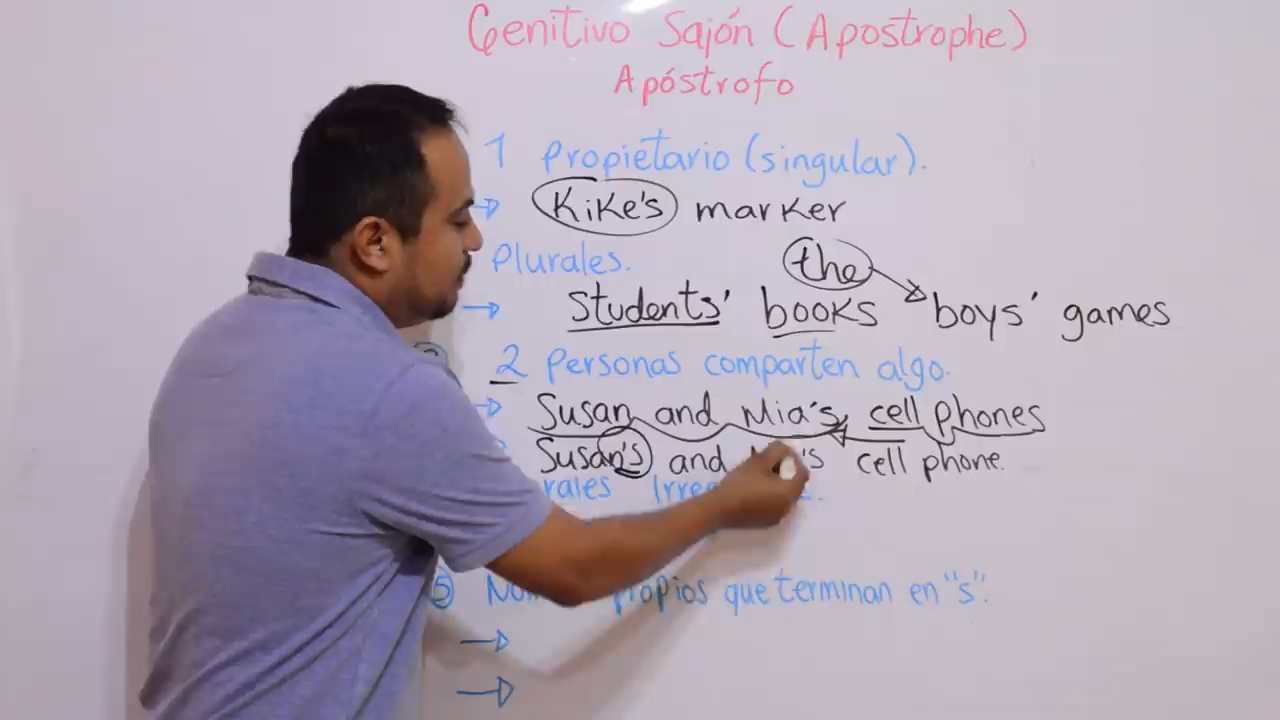 Genitivo Sajón (Apostrophe)
Apóstrofo
1 Propietario (singular).
→ Kike's marker
Plurales. the
→ Students' books boys' games
2 Personas comparten algo.
→ Susan and Mia's cell phones
Susan's and cell phone.
rales
5 propios que terminan en "s".
→
→